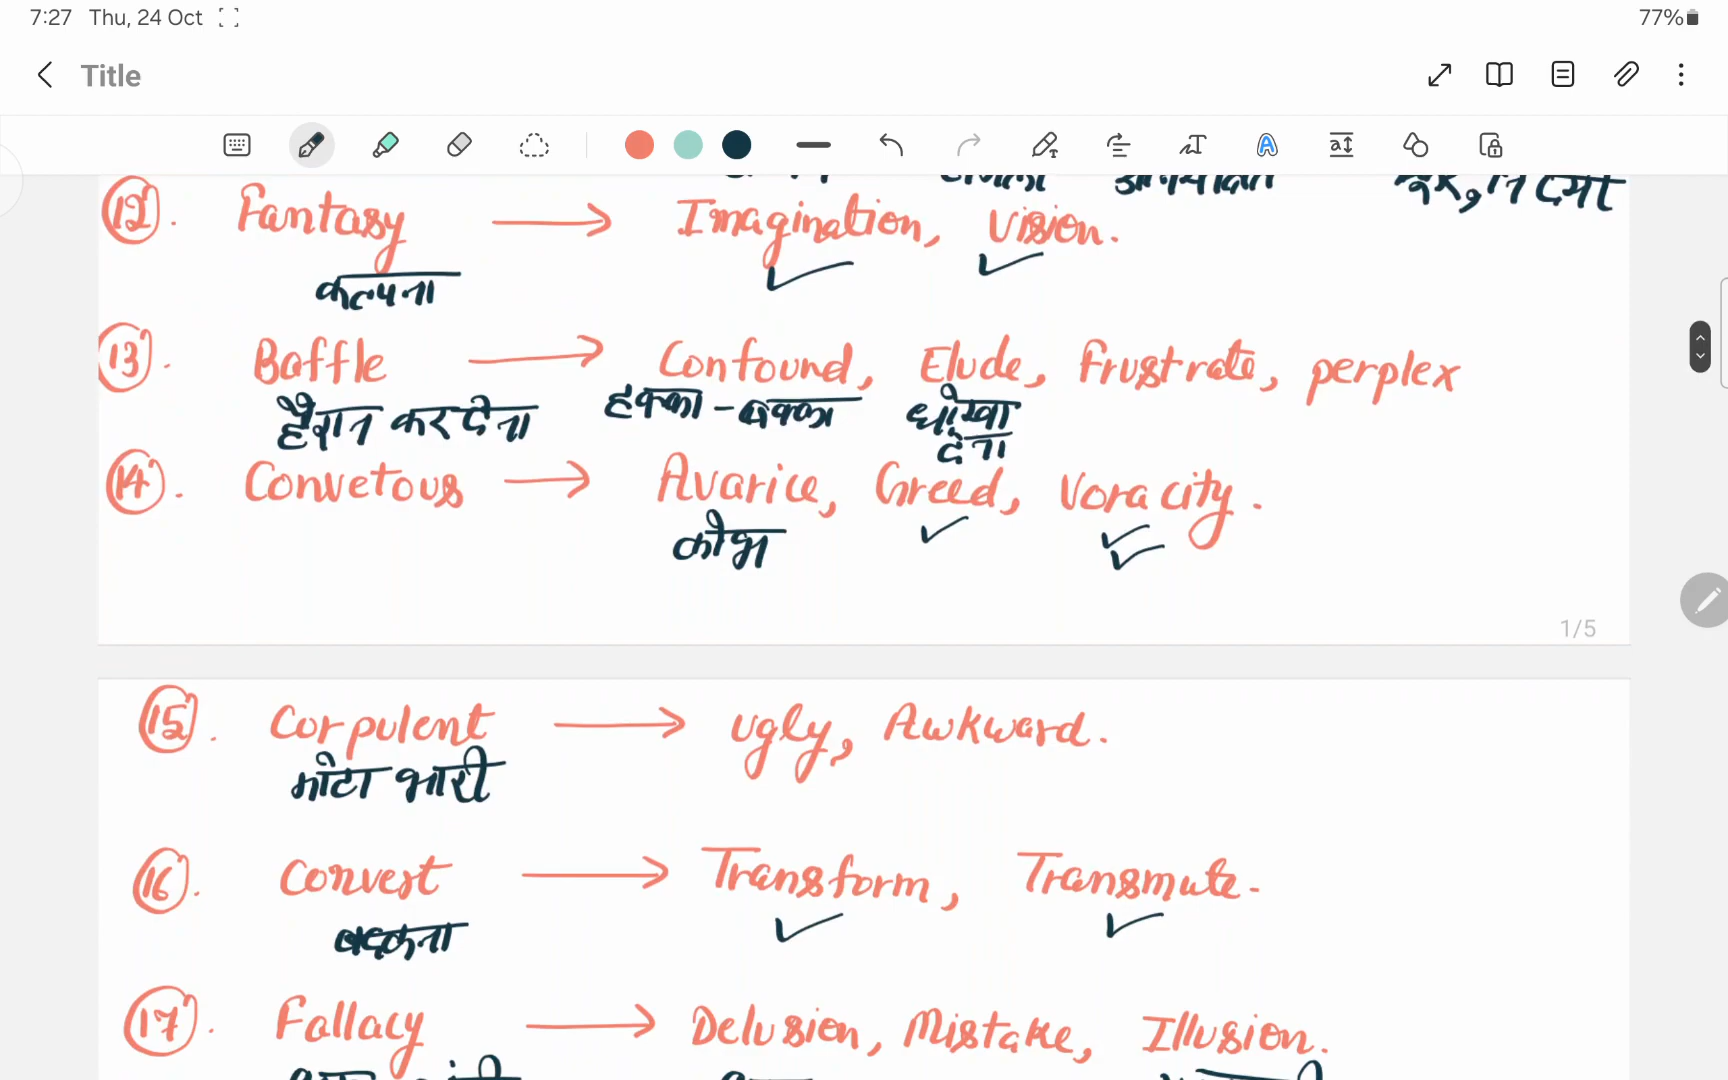 7:27 Thu, 24 Oct 77%
Title
12. Fantasy → Imagination, Vision.
कल्पना
13. Baffle → Confound, Elude, Frustrate, perplex
हैरान कर देना हक्का-बक्का धोखा
देना
14. Convetous → Avarice, Greed, Voracity.
लोभ
1/5
15. Corpulent → ugly, Awkward.
मोटा भारी
16. Convert → Transform, Transmute.
बदलना
17. Fallacy → Delusion, Mistake, Illusion.